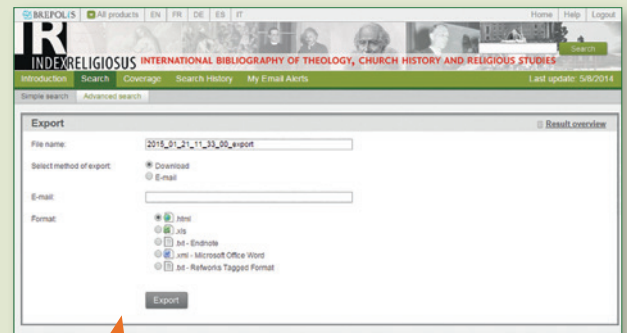 BREPOLiS All products EN FR DE ES IT Home Help Logout
IR
INDEXRELIGIOSUS INTERNATIONAL BIBLIOGRAPHY OF THEOLOGY, CHURCH HISTORY AND RELIGIOUS STUDIES
Search
Introduction Search Coverage Search History My Email Alerts Last update: 5/8/2014
Simple search Advanced search
Export Result overview
File name: 2015_01_21_11_33_00_export
Select method of export: Download
E-mail
E-mail:
Format: .html
.xls
.txt - Endnote
.xml - Microsoft Office Word
.txt - Refworks Tagged Format
Export